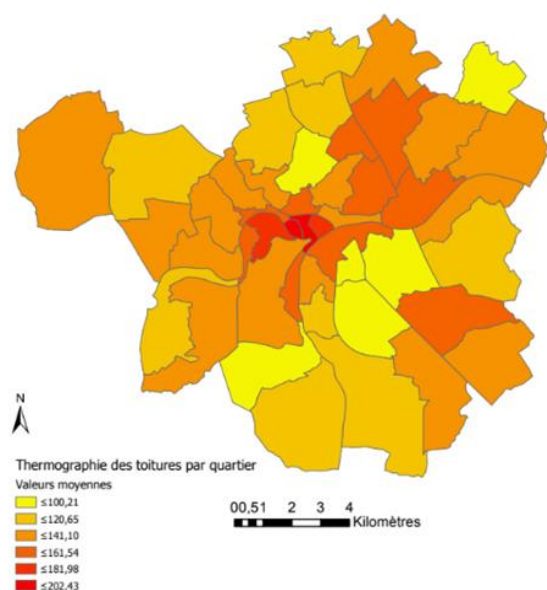 N
Thermographie des toitures par quartier
Valeurs moyennes
≤100,21
≤120,65
≤141,10
≤161,54
≤181,98
≤202,43
00,51 2 3 4
Kilomètres